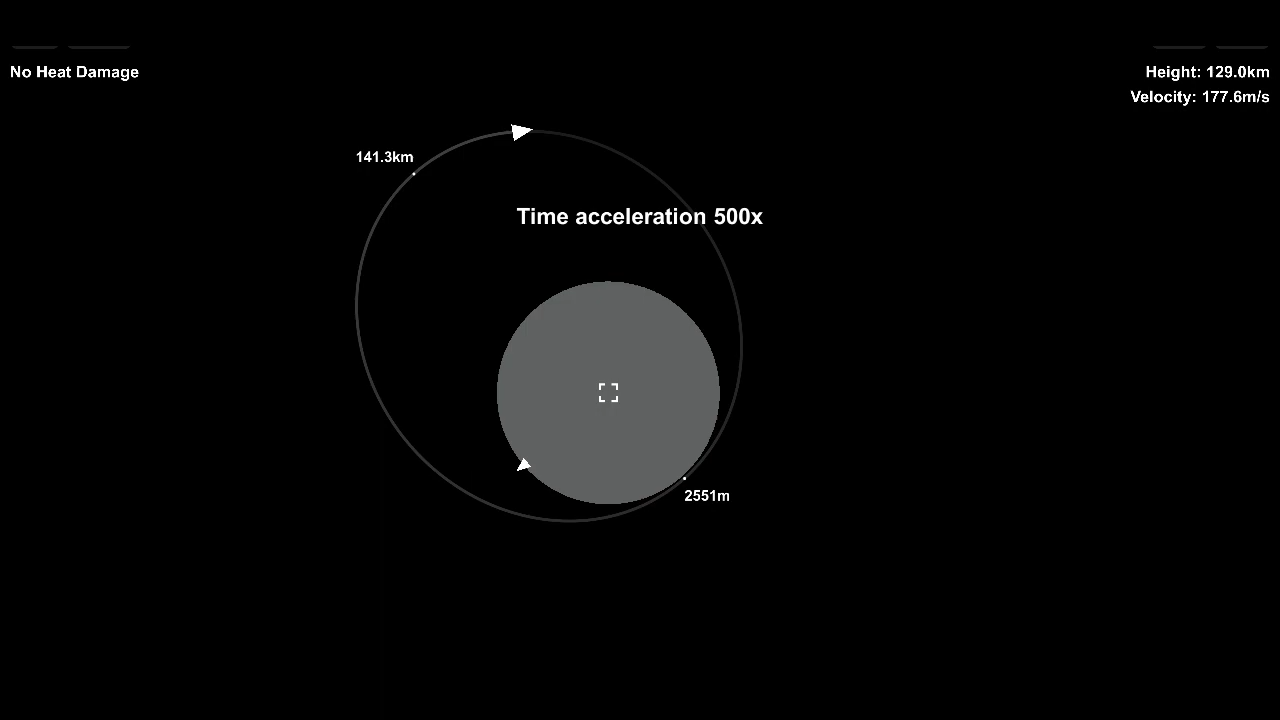 No Heat Damage
Height: 129.0km
Velocity: 177.6m/s
141.3km
Time acceleration 500x
2551m